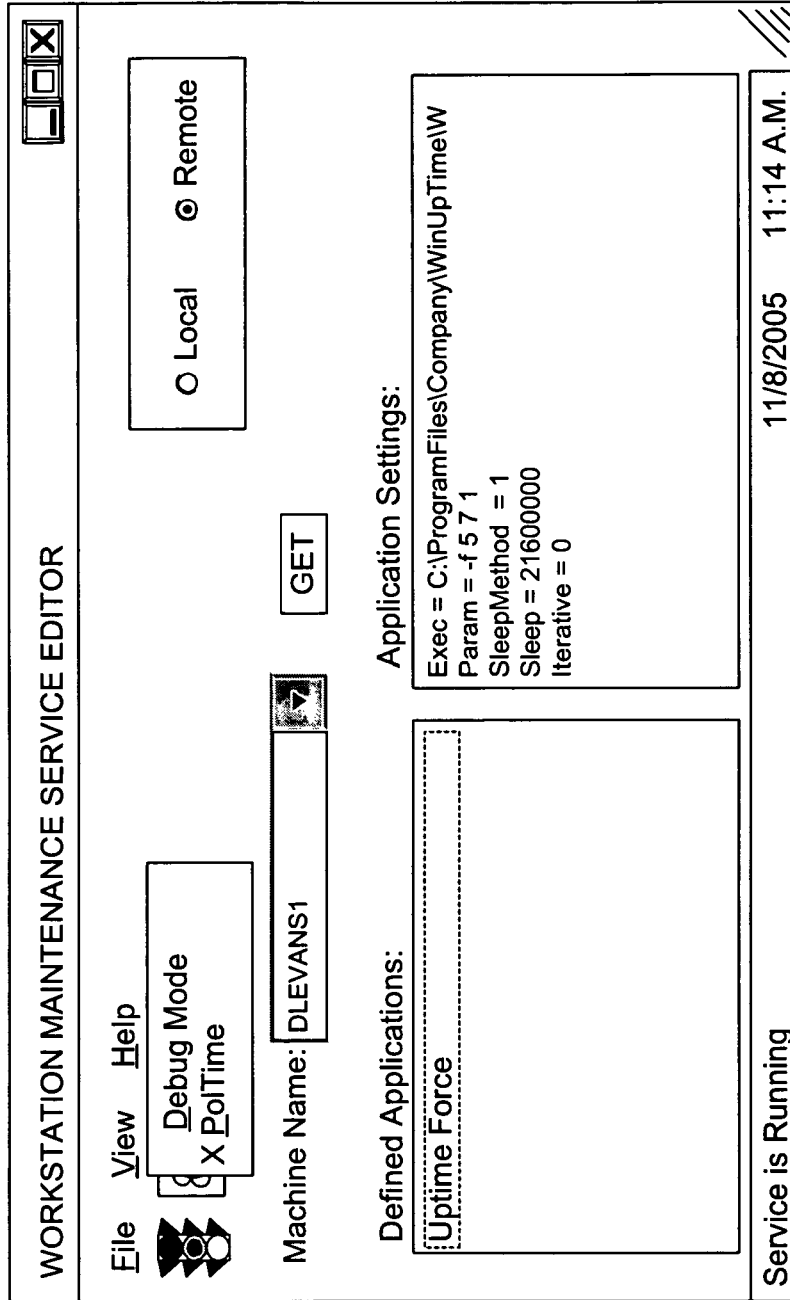 WORKSTATION MAINTENANCE SERVICE EDITOR
File View Help
Debug Mode
X PolTime
Local Remote
Machine Name: DLEVANS1 GET
Defined Applications:
Uptime Force
Application Settings:
Exec = C:\ProgramFiles\Company\WinUpTime\W
Param = -f 5 7 1
SleepMethod = 1
Sleep = 21600000
Iterative = 0
Service is Running 11/8/2005 11:14 A.M.